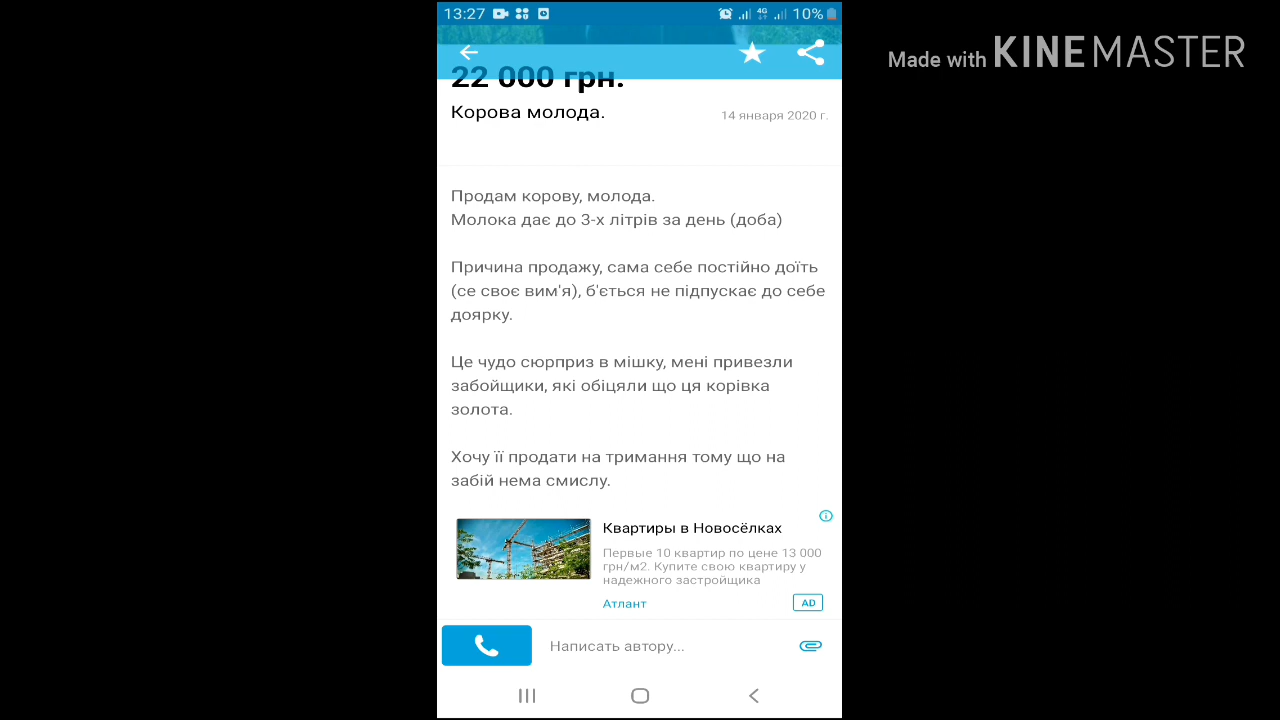 13:27
4G
10%
Made with KINEMASTER
22 000 грн.
Корова молода.
14 января 2020 г.
Продам корову, молода.
Молока дає до 3-х літрів за день (доба)
Причина продажу, сама себе постійно доїть
(се своє вим'я), б'ється не підпускає до себе
доярку.
Це чудо сюрприз в мішку, мені привезли
забойщики, які обіцяли що ця корівка
золота.
Хочу її продати на тримання тому що на
забій нема смислу.
Квартиры в Новосёлках
Первые 10 квартир по цене 13 000
грн/м2. Купите свою квартиру у
надежного застройщика
Атлант
AD
Написать автору...